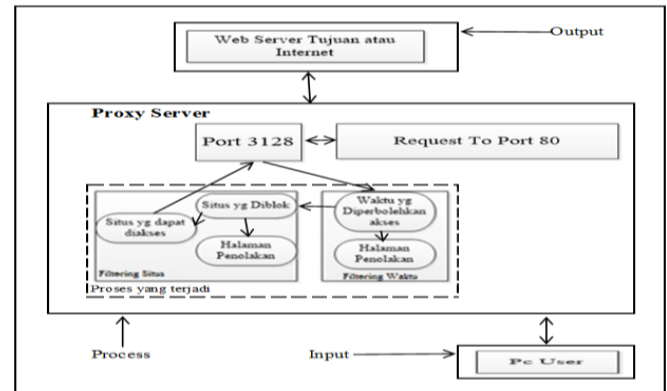 Web Server Tujuan atau
Internet
Output
Proxy Server
Port 3128
Request To Port 80
Situs yg dapat
diakses
Situs yg Diblok
Halaman
Penolakan
Filtering Situs
Waktu yg
Diperbolehkan
akses
Halaman
Penolakan
Filtering Waktu
Proses yang terjadi
Process
Input
Pc User